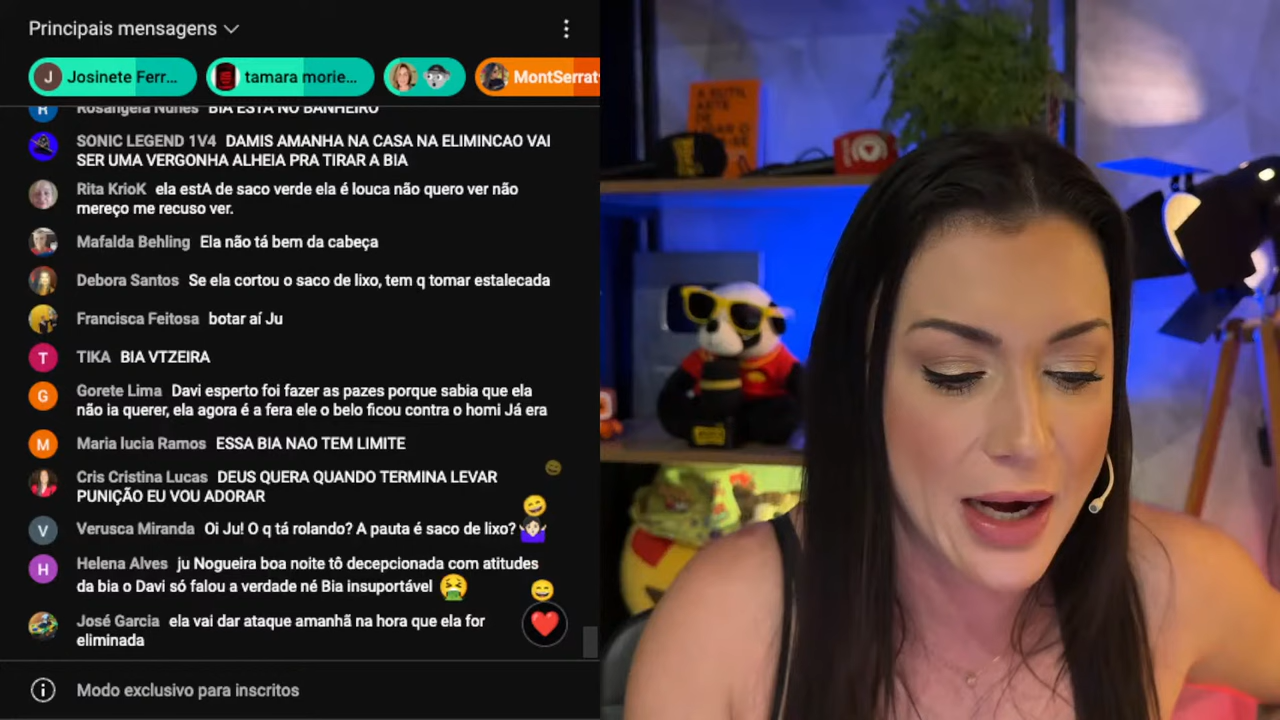 Principais mensagens
J Josinete Ferr...
tamara morie...
MontSerrat
Rosangela Nunes BIA ESTA NO BANHEIRO
SONIC LEGEND 1V4 DAMIS AMANHA NA CASA NA ELIMINCAO VAI
SER UMA VERGONHA ALHEIA PRA TIRAR A BIA
Rita KrioK ela estA de saco verde ela é louca não quero ver não
mereço me recuso ver.
Mafalda Behling Ela não tá bem da cabeça
Debora Santos Se ela cortou o saco de lixo, tem q tomar estalecada
Francisca Feitosa botar aí Ju
T TIKA BIA VTZEIRA
G Gorete Lima Davi esperto foi fazer as pazes porque sabia que ela
não ia querer, ela agora é a fera ele o belo ficou contra o homi Já era
M Maria lucia Ramos ESSA BIA NAO TEM LIMITE
Cris Cristina Lucas DEUS QUERA QUANDO TERMINA LEVAR
PUNIÇÃO EU VOU ADORAR
V Verusca Miranda Oi Ju! O q tá rolando? A pauta é saco de lixo?
H Helena Alves ju Nogueira boa noite tô decepcionada com atitudes
da bia o Davi só falou a verdade né Bia insuportável
José Garcia ela vai dar ataque amanhã na hora que ela for
eliminada
Modo exclusivo para inscritos